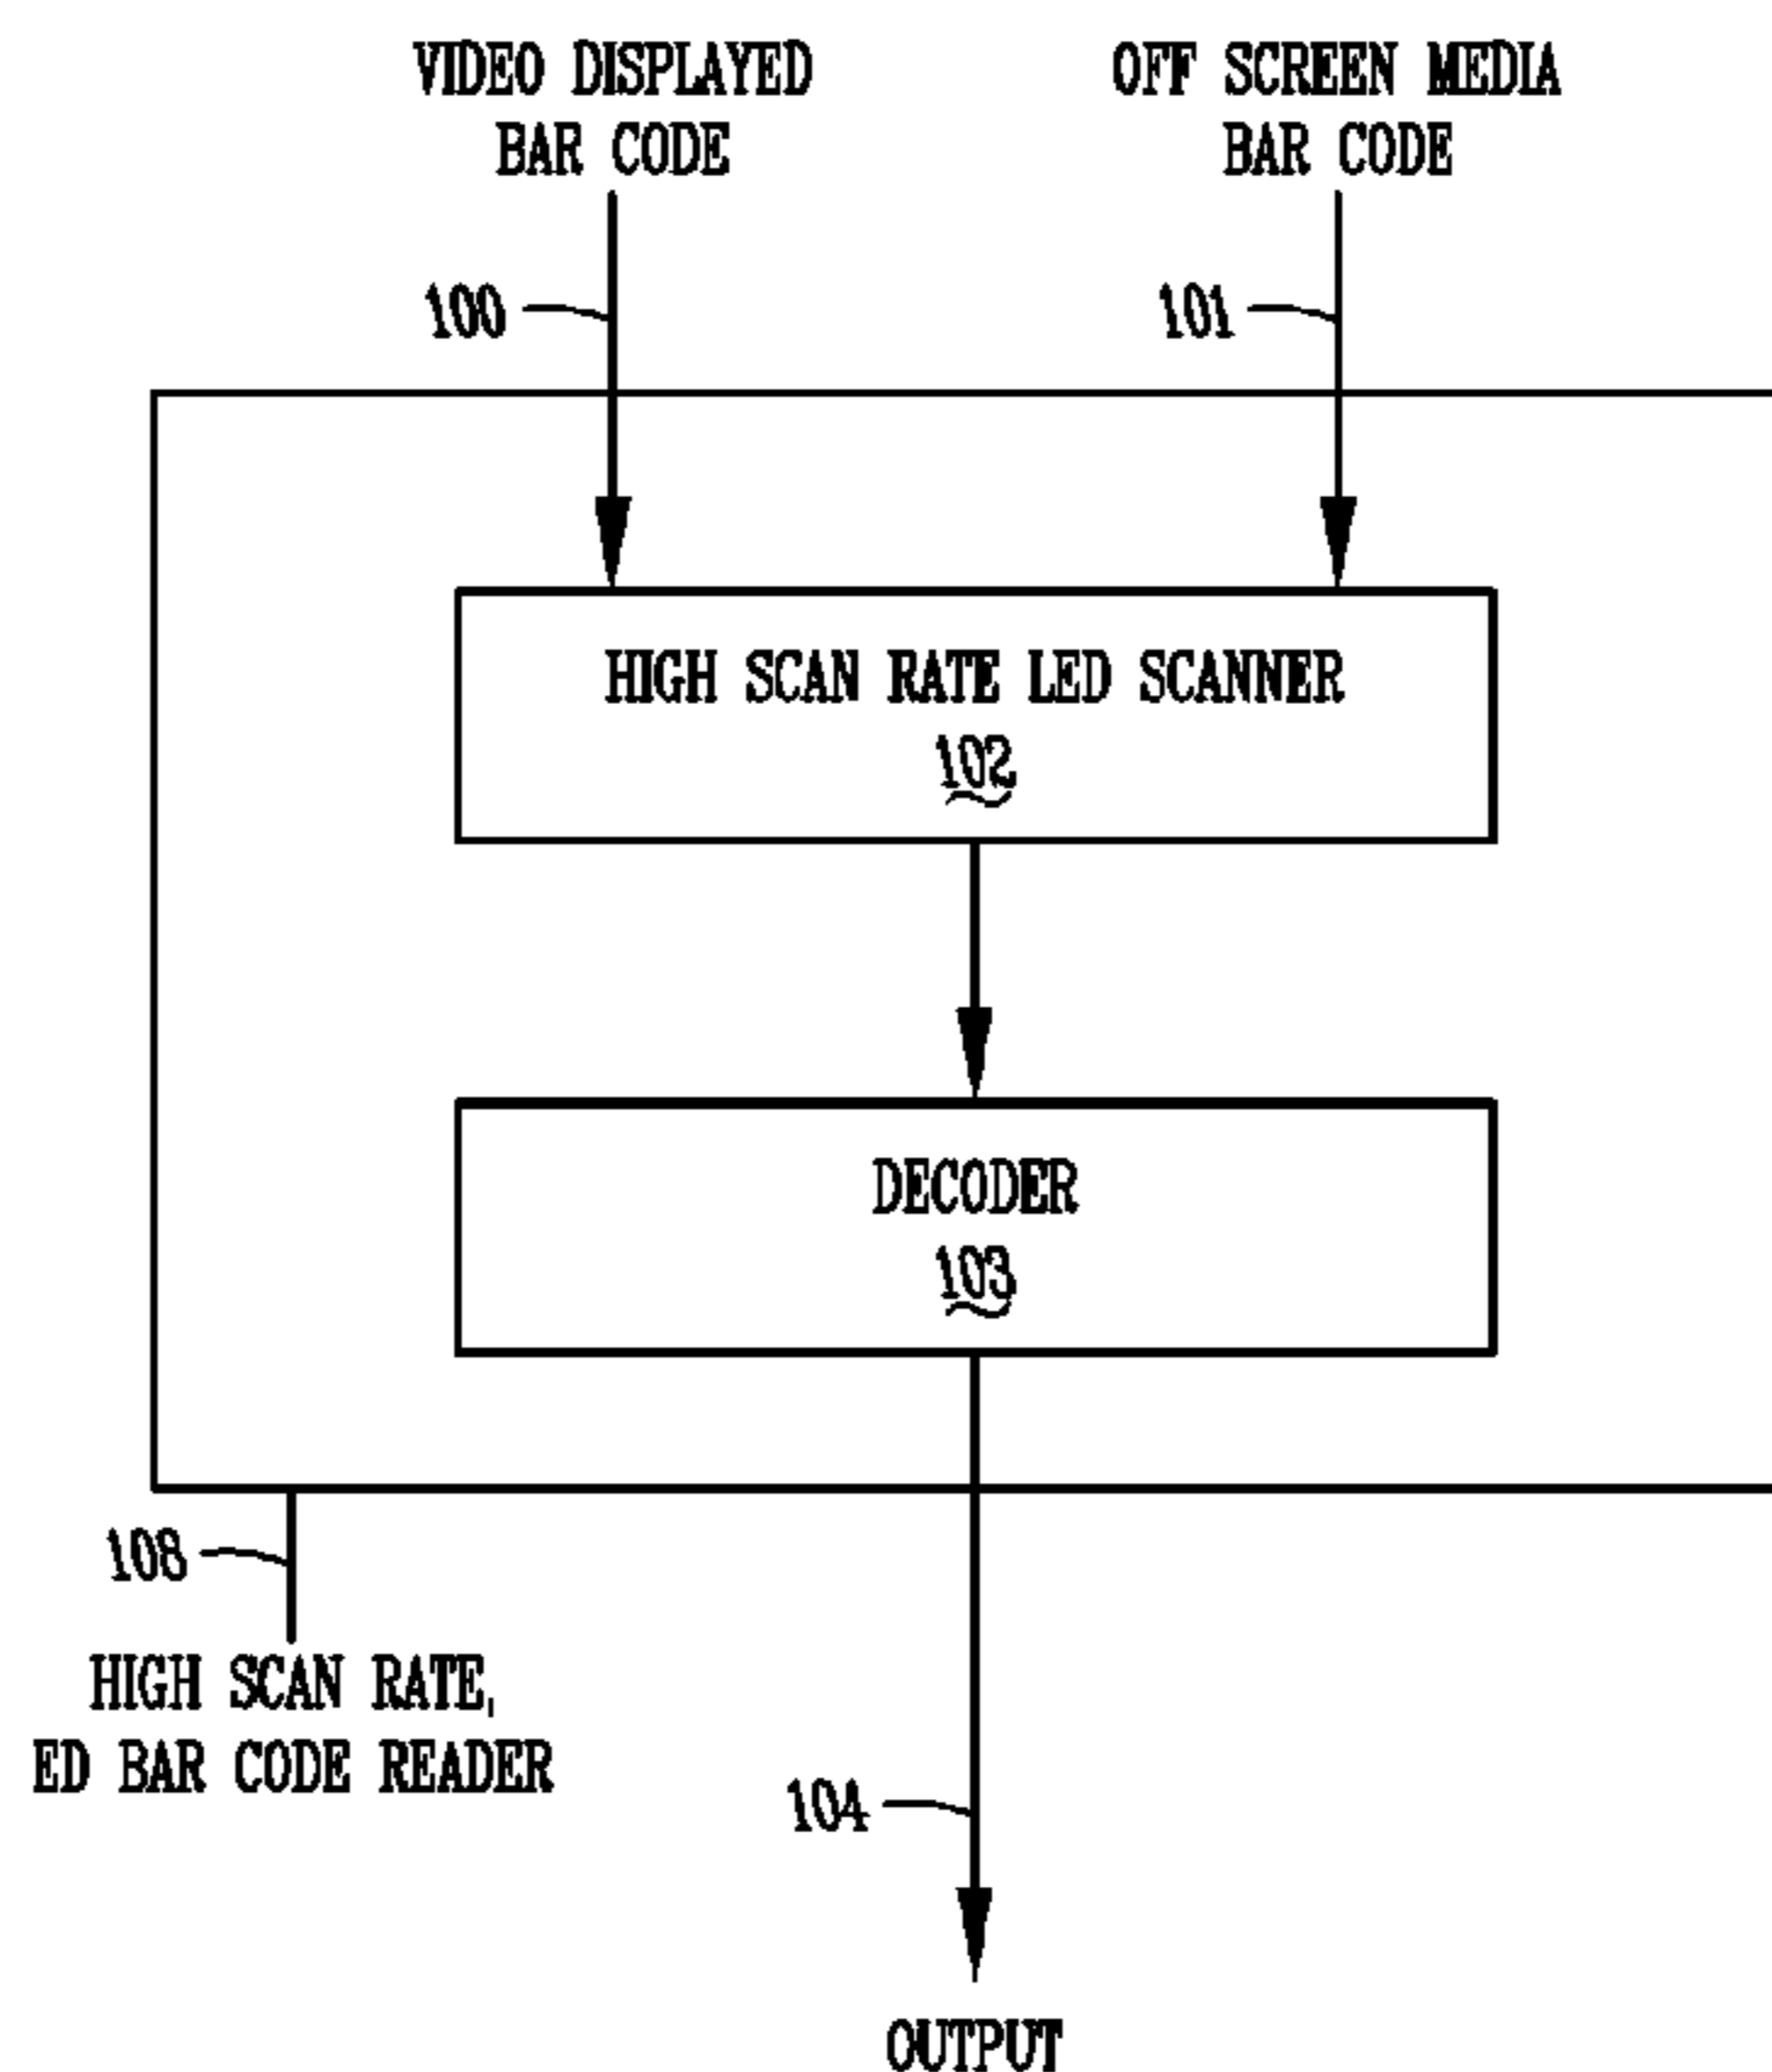 VIDEO DISPLAYED
BAR CODE
OFF SCREEN MEDIA
BAR CODE
100
101
HIGH SCAN RATE LED SCANNER
102
DECODER
103
108
HIGH SCAN RATE,
ED BAR CODE READER
104
OUTPUT